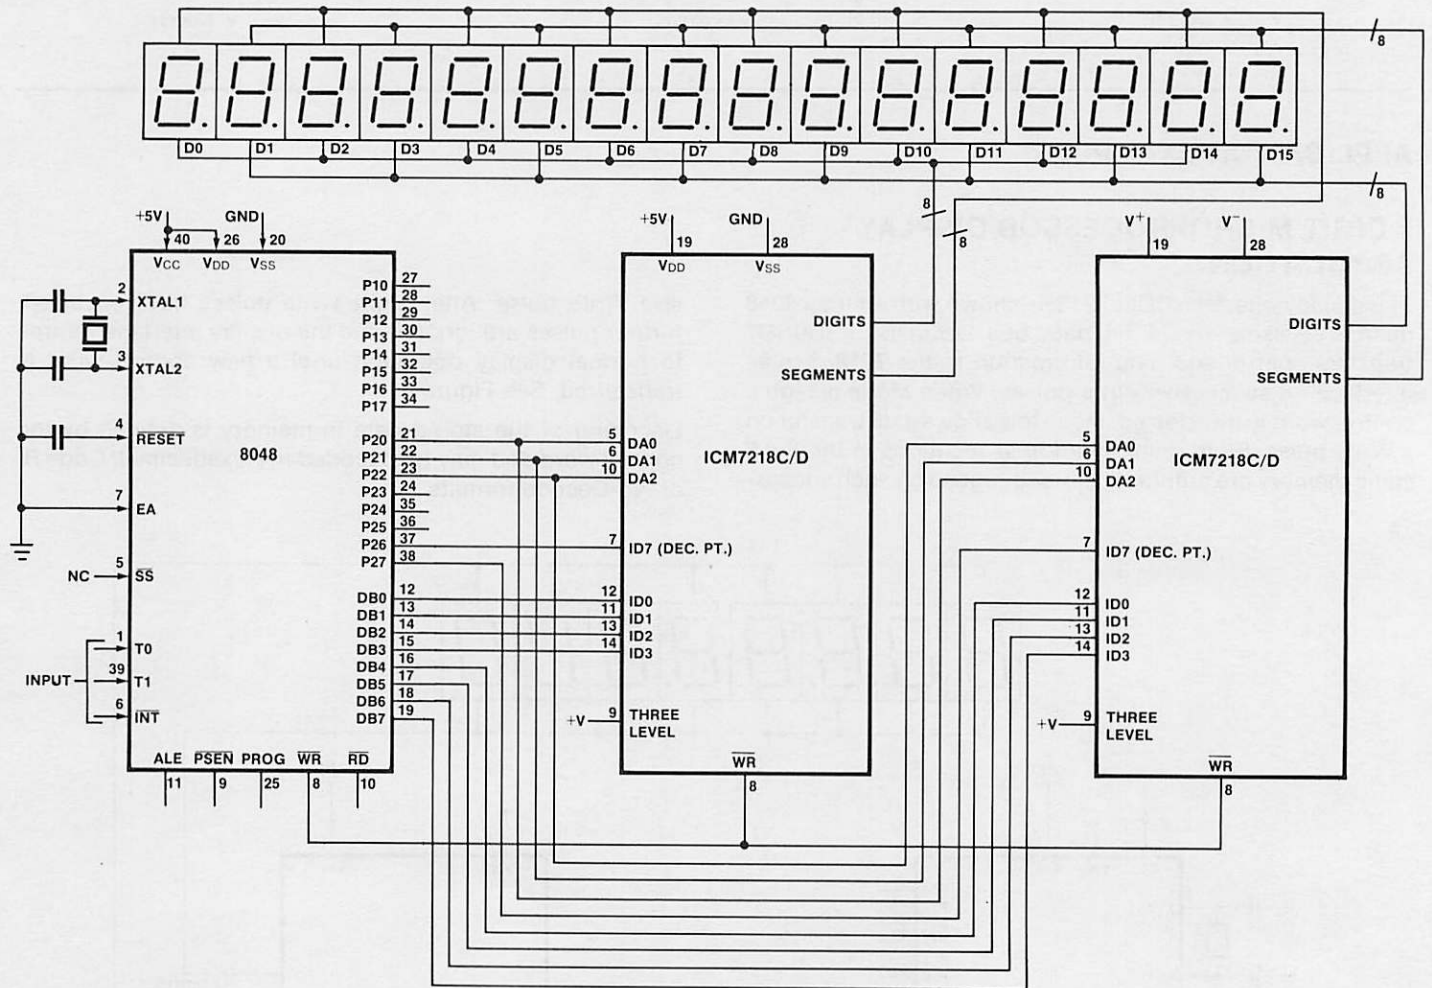 8
D0 D1 D2 D3 D4 D5 D6 D7 D8 D9 D10 D11 D12 D13 D14 D15
8
8
8
+5V GND
40 26 20
VCC VDD VSS
2 XTAL1
3 XTAL2
4 RESET
8048
7 EA
NC 5 SS
INPUT
1 T0
39 T1
6 INT
P10 27
P11 28
P12 29
P13 30
P14 31
P15 32
P16 33
P17 34
P20 21
P21 22
P22 23
P23 24
P24 35
P25 36
P26 37
P27 38
DB0 12
DB1 13
DB2 14
DB3 15
DB4 16
DB5 17
DB6 18
DB7 19
ALE PSEN PROG WR RD
11 9 25 8 10
+5V GND
19 28
VDD VSS
DIGITS
SEGMENTS
5 DA0
6 DA1
10 DA2
ICM7218C/D
7 ID7 (DEC. PT.)
12 ID0
11 ID1
13 ID2
14 ID3
+V 9 THREE
LEVEL
WR
8
V+ V−
19 28
DIGITS
SEGMENTS
5 DA0
6 DA1
10 DA2
ICM7218C/D
7 ID7 (DEC. PT.)
12 ID0
11 ID1
13 ID2
14 ID3
+V 9 THREE
LEVEL
WR
8